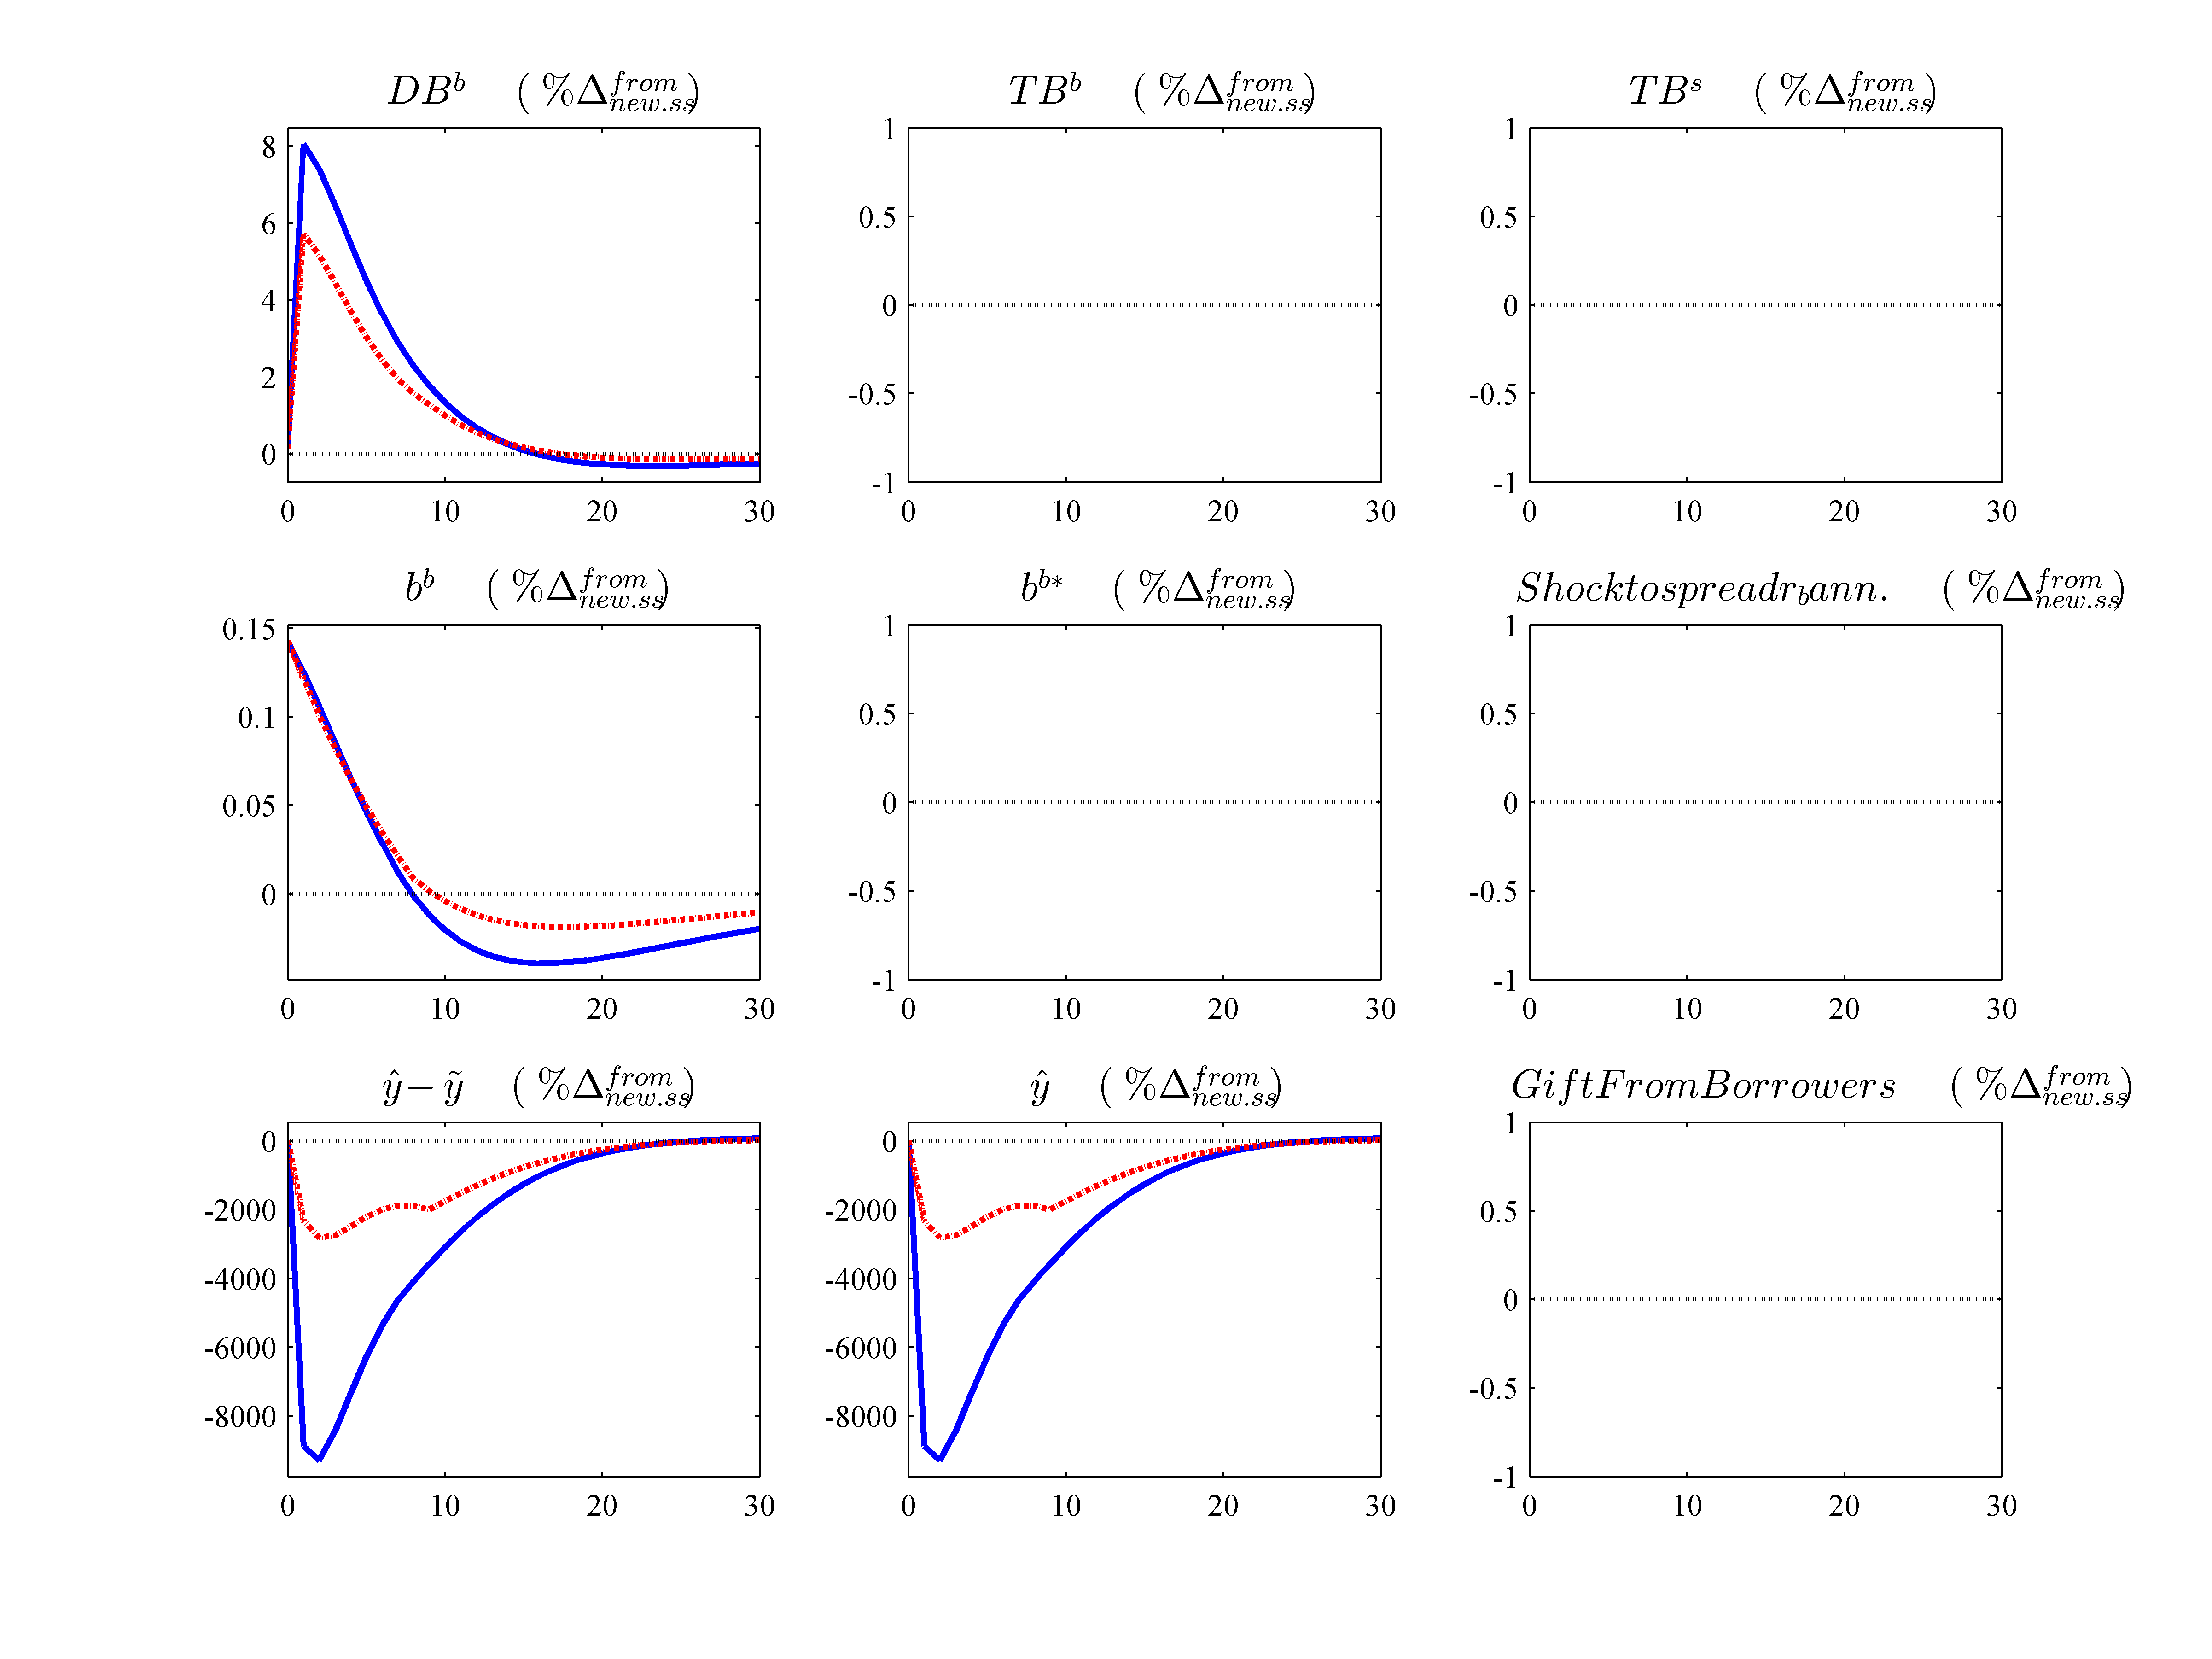 DB^b ( %Δ^{from}_{new.ss})
TB^b ( %Δ^{from}_{new.ss})
TB^s ( %Δ^{from}_{new.ss})
8
6
4
2
0
0 10 20 30
1
0.5
0
-0.5
-1
0 10 20 30
1
0.5
0
-0.5
-1
0 10 20 30
b^b ( %Δ^{from}_{new.ss})
b^{b*} ( %Δ^{from}_{new.ss})
Shocktospreadr_bann. ( %Δ^{from}_{new.ss})
0.15
0.1
0.05
0
0 10 20 30
1
0.5
0
-0.5
-1
0 10 20 30
1
0.5
0
-0.5
-1
0 10 20 30
ŷ − ỹ ( %Δ^{from}_{new.ss})
ŷ ( %Δ^{from}_{new.ss})
GiftFromBorrowers ( %Δ^{from}_{new.ss})
0
-2000
-4000
-6000
-8000
0 10 20 30
0
-2000
-4000
-6000
-8000
0 10 20 30
1
0.5
0
-0.5
-1
0 10 20 30